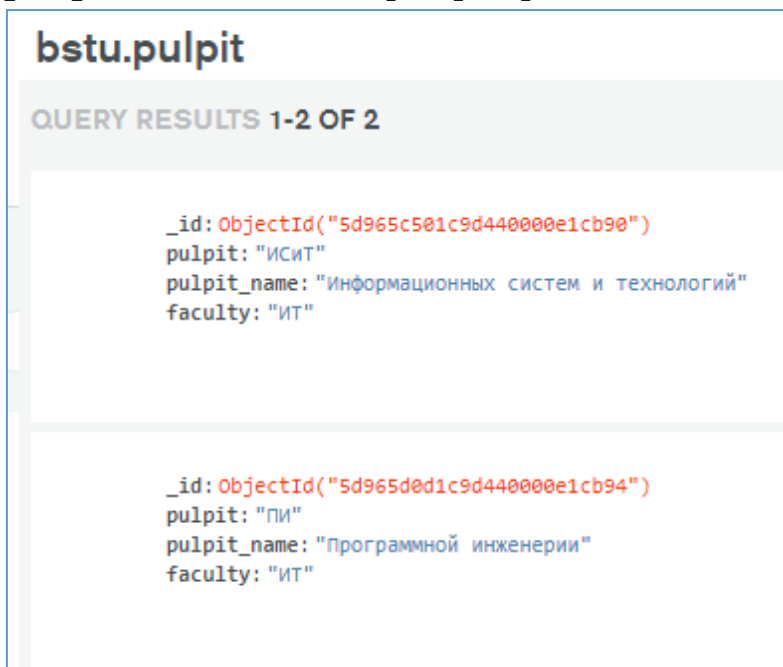 bstu.pulpit
QUERY RESULTS 1-2 OF 2
_id: ObjectId("5d965c501c9d440000e1cb90")
pulpit: "ИСиТ"
pulpit_name: "Информационных систем и технологий"
faculty: "ИТ"
_id: ObjectId("5d965d0d1c9d440000e1cb94")
pulpit: "ПИ"
pulpit_name: "Программной инженерии"
faculty: "ИТ"